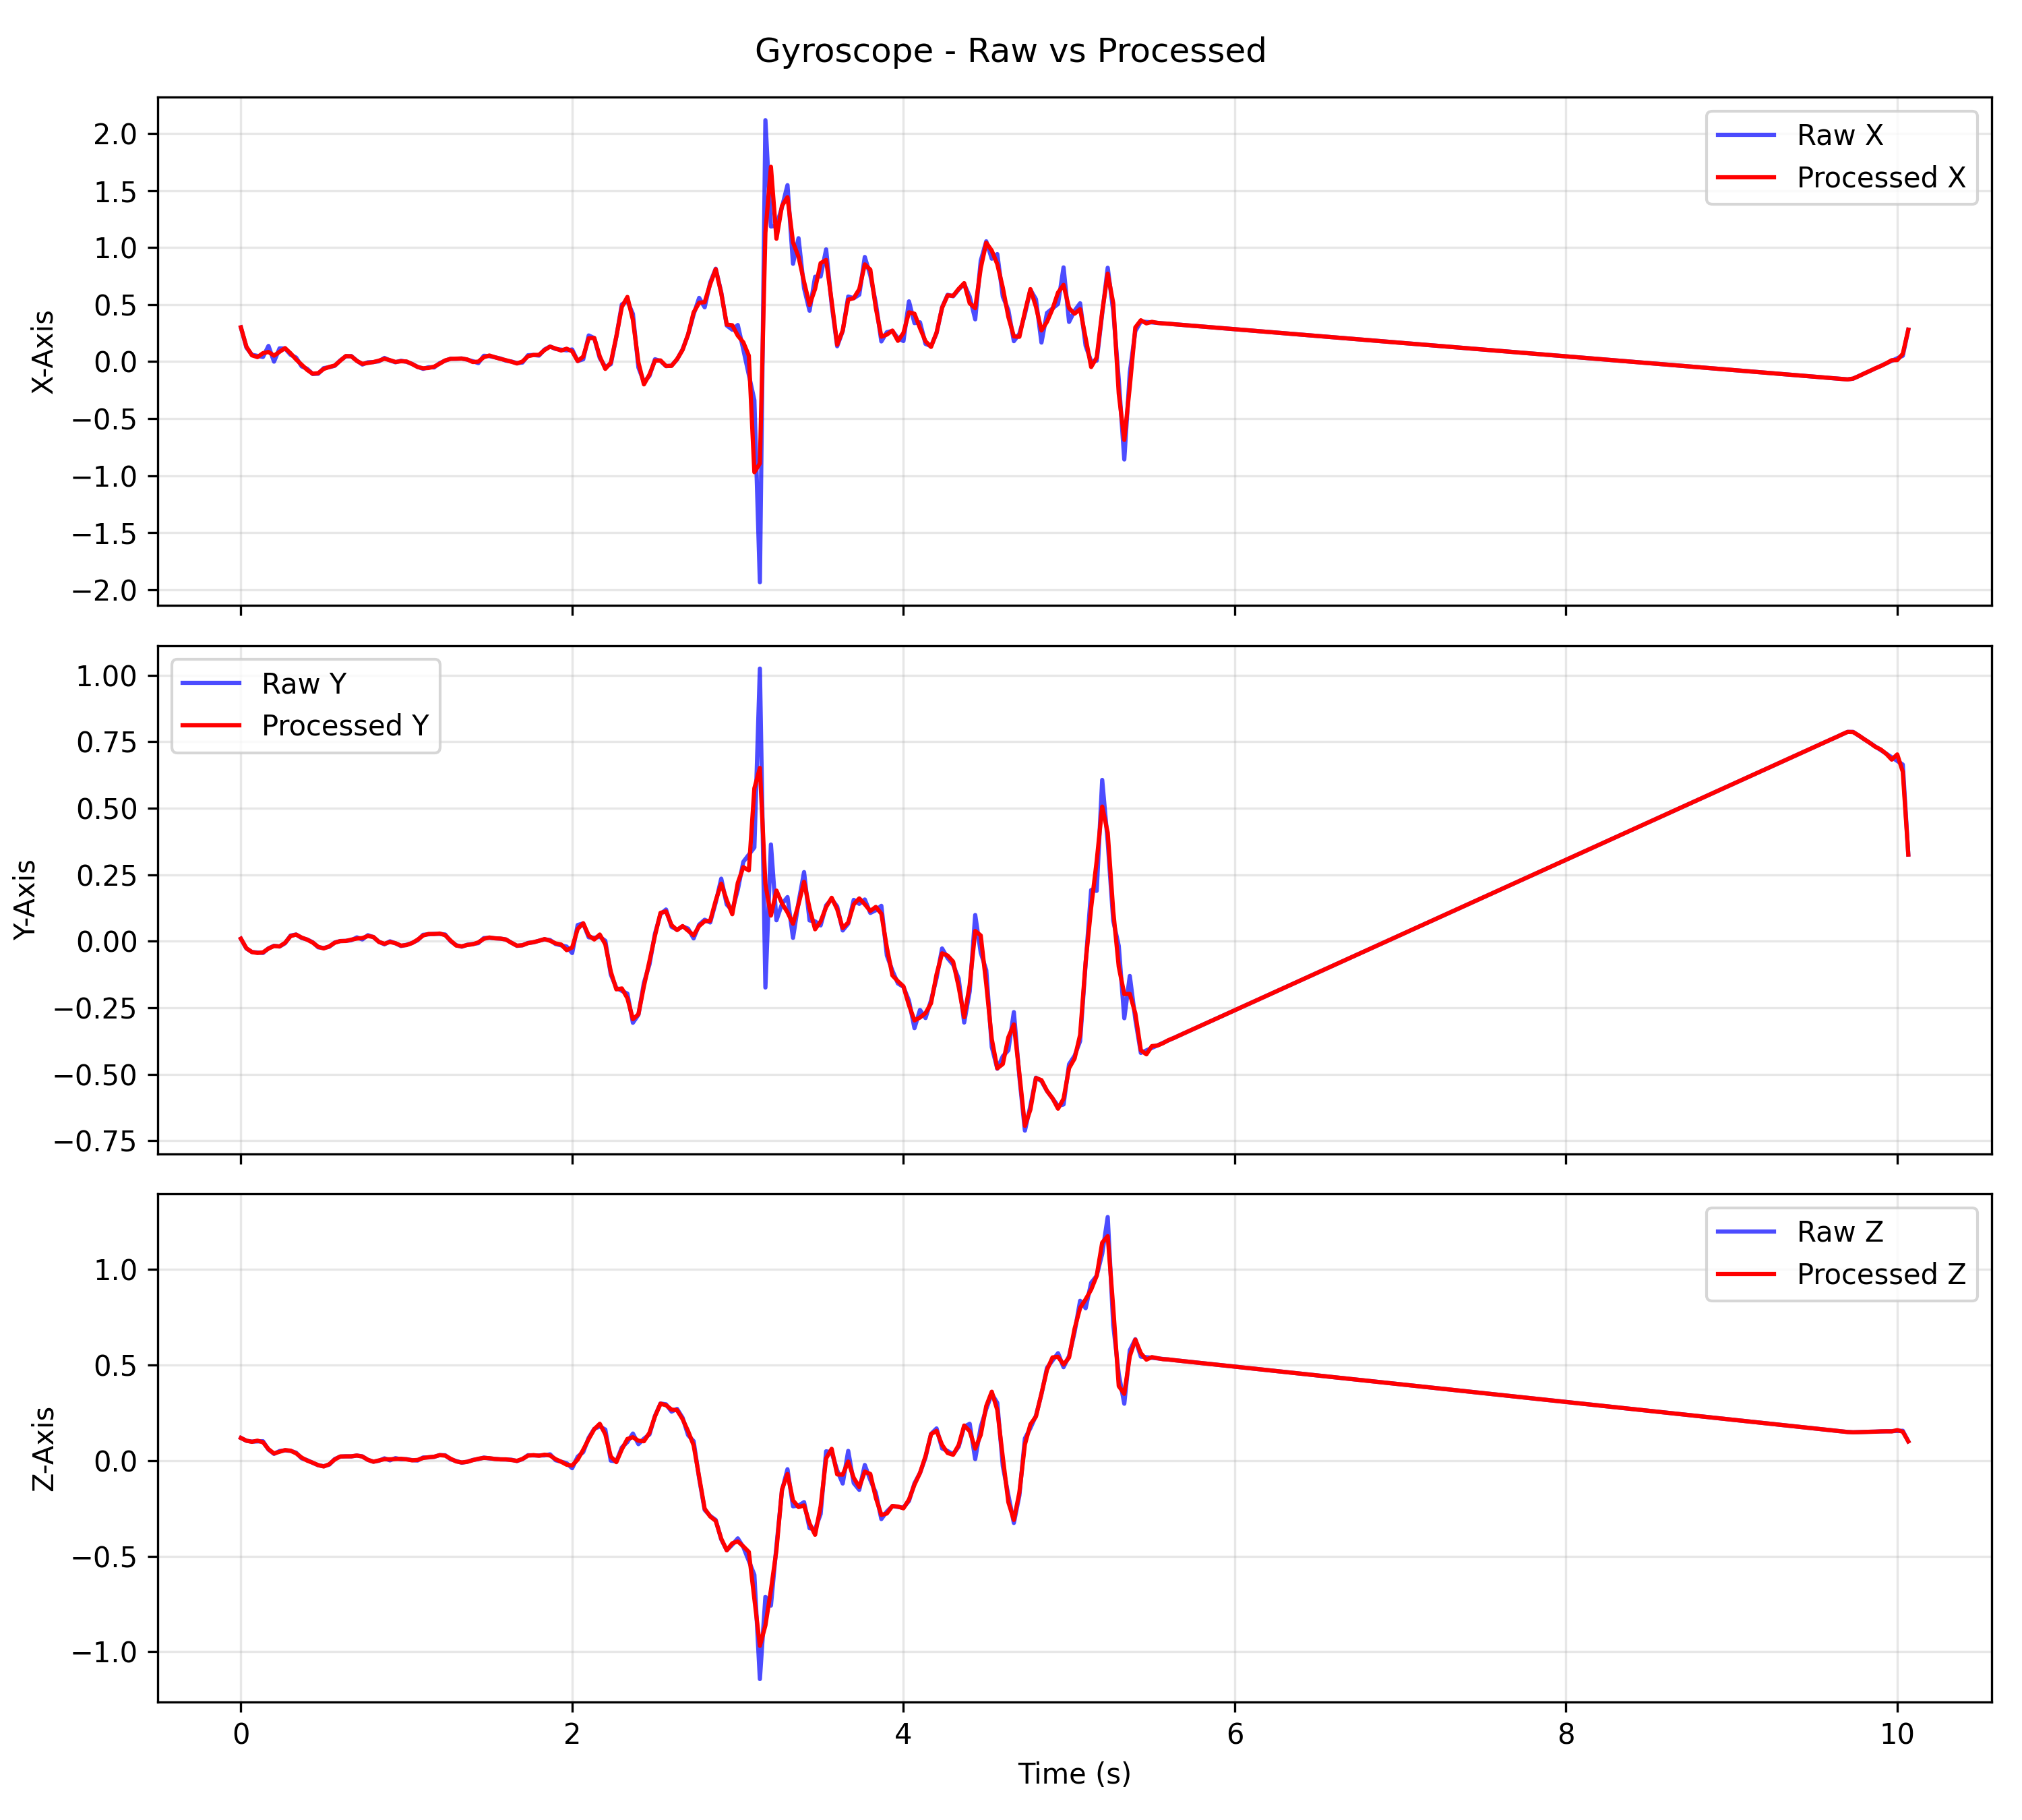 Gyroscope - Raw vs Processed
2.0
1.5
1.0
0.5
0.0
−0.5
−1.0
−1.5
−2.0
X-Axis
Raw X
Processed X
1.00
0.75
0.50
0.25
0.00
−0.25
−0.50
−0.75
Y-Axis
Raw Y
Processed Y
1.0
0.5
0.0
−0.5
−1.0
Z-Axis
Raw Z
Processed Z
0 2 4 6 8 10
Time (s)